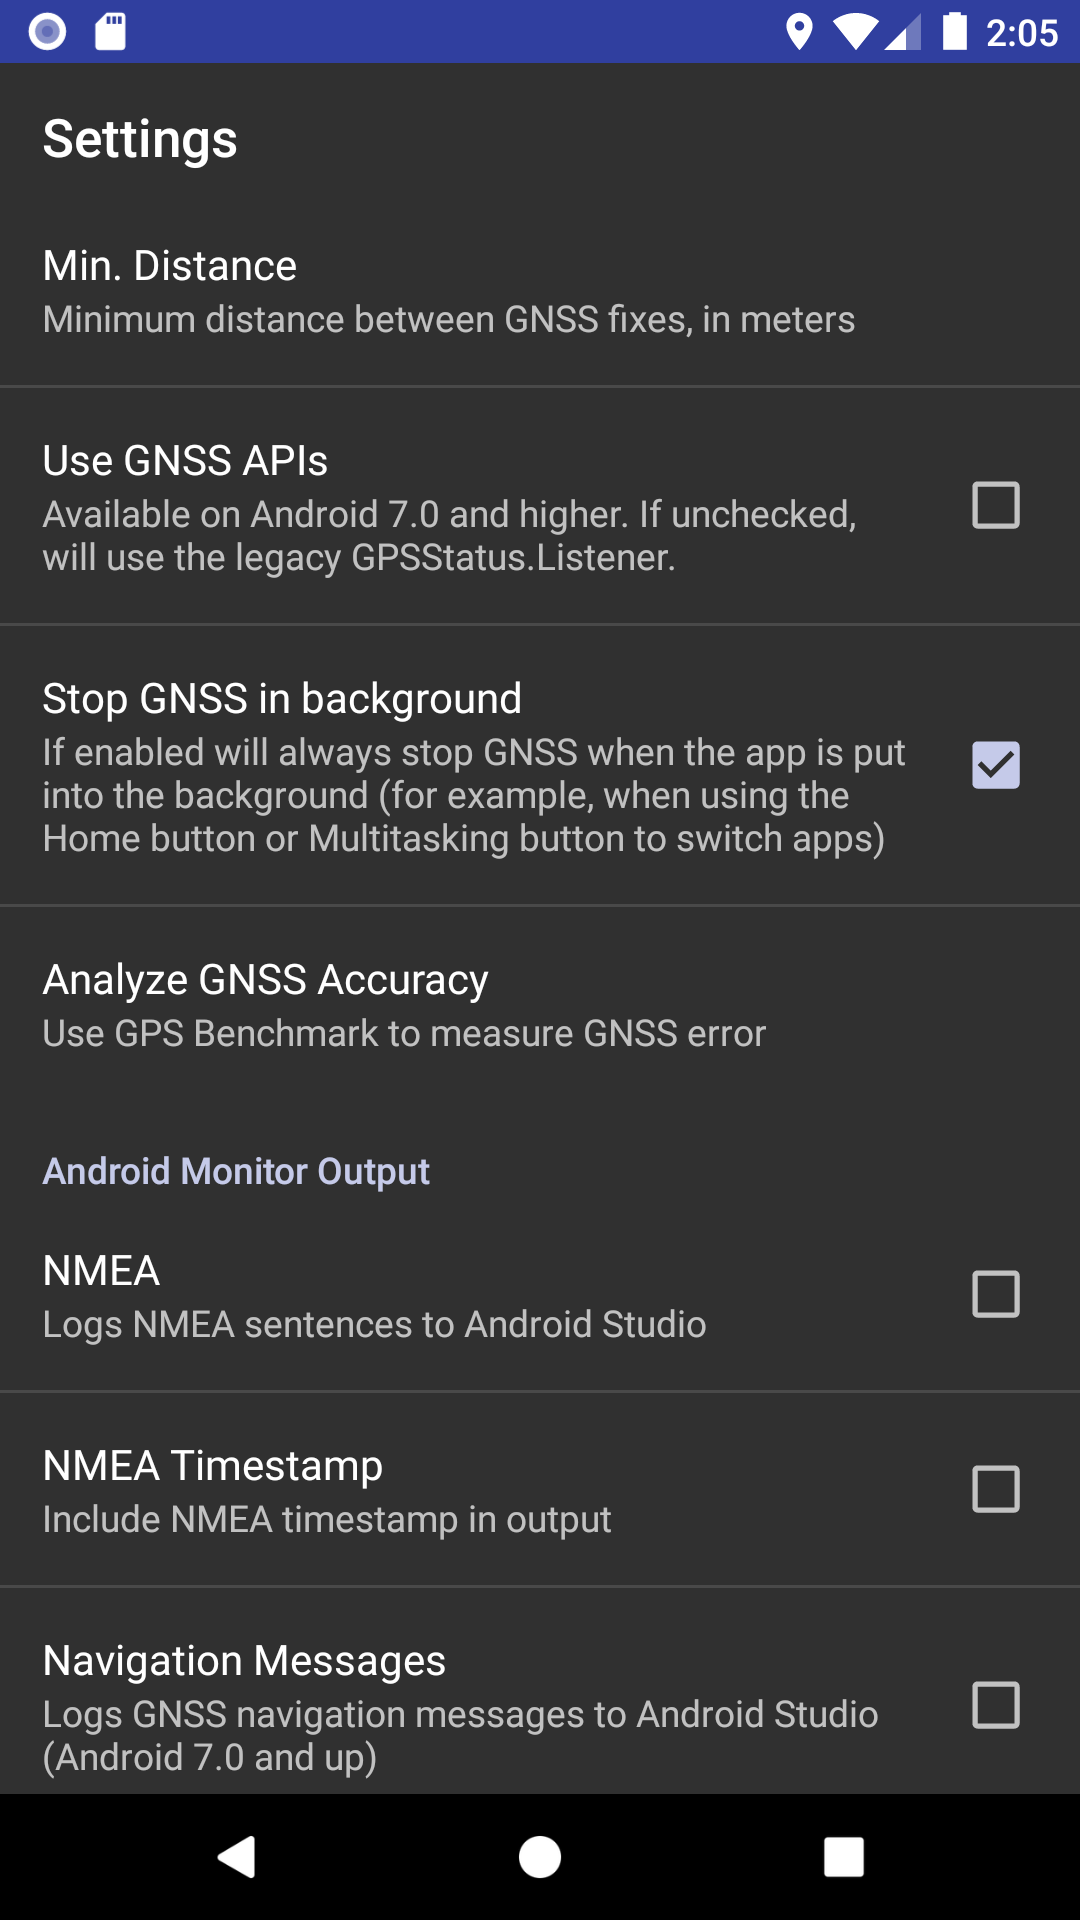 2:05
Settings
Min. Distance
Minimum distance between GNSS fixes, in meters
Use GNSS APIs
Available on Android 7.0 and higher. If unchecked,
will use the legacy GPSStatus.Listener.
Stop GNSS in background
If enabled will always stop GNSS when the app is put
into the background (for example, when using the
Home button or Multitasking button to switch apps)
Analyze GNSS Accuracy
Use GPS Benchmark to measure GNSS error
Android Monitor Output
NMEA
Logs NMEA sentences to Android Studio
NMEA Timestamp
Include NMEA timestamp in output
Navigation Messages
Logs GNSS navigation messages to Android Studio
(Android 7.0 and up)